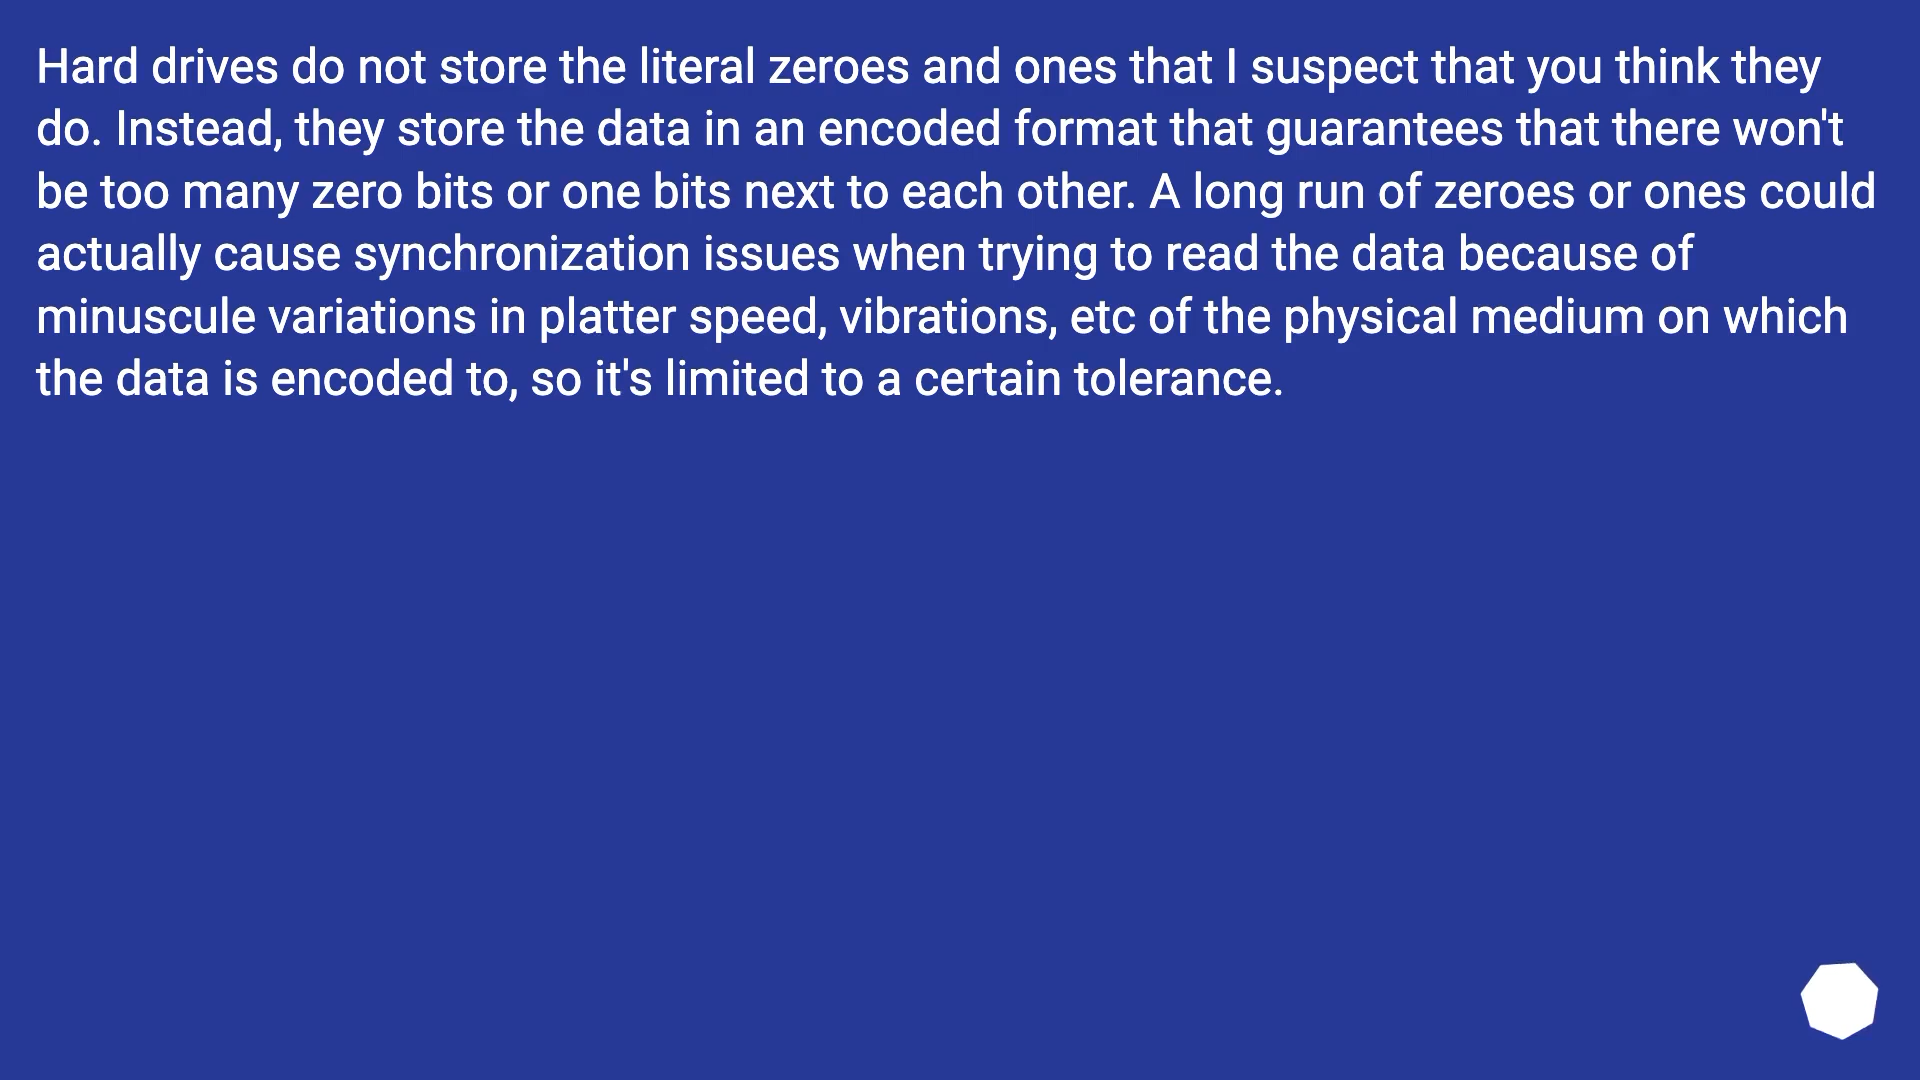 Hard drives do not store the literal zeroes and ones that I suspect that you think they
do. Instead, they store the data in an encoded format that guarantees that there won't
be too many zero bits or one bits next to each other. A long run of zeroes or ones could
actually cause synchronization issues when trying to read the data because of
minuscule variations in platter speed, vibrations, etc of the physical medium on which
the data is encoded to, so it's limited to a certain tolerance.